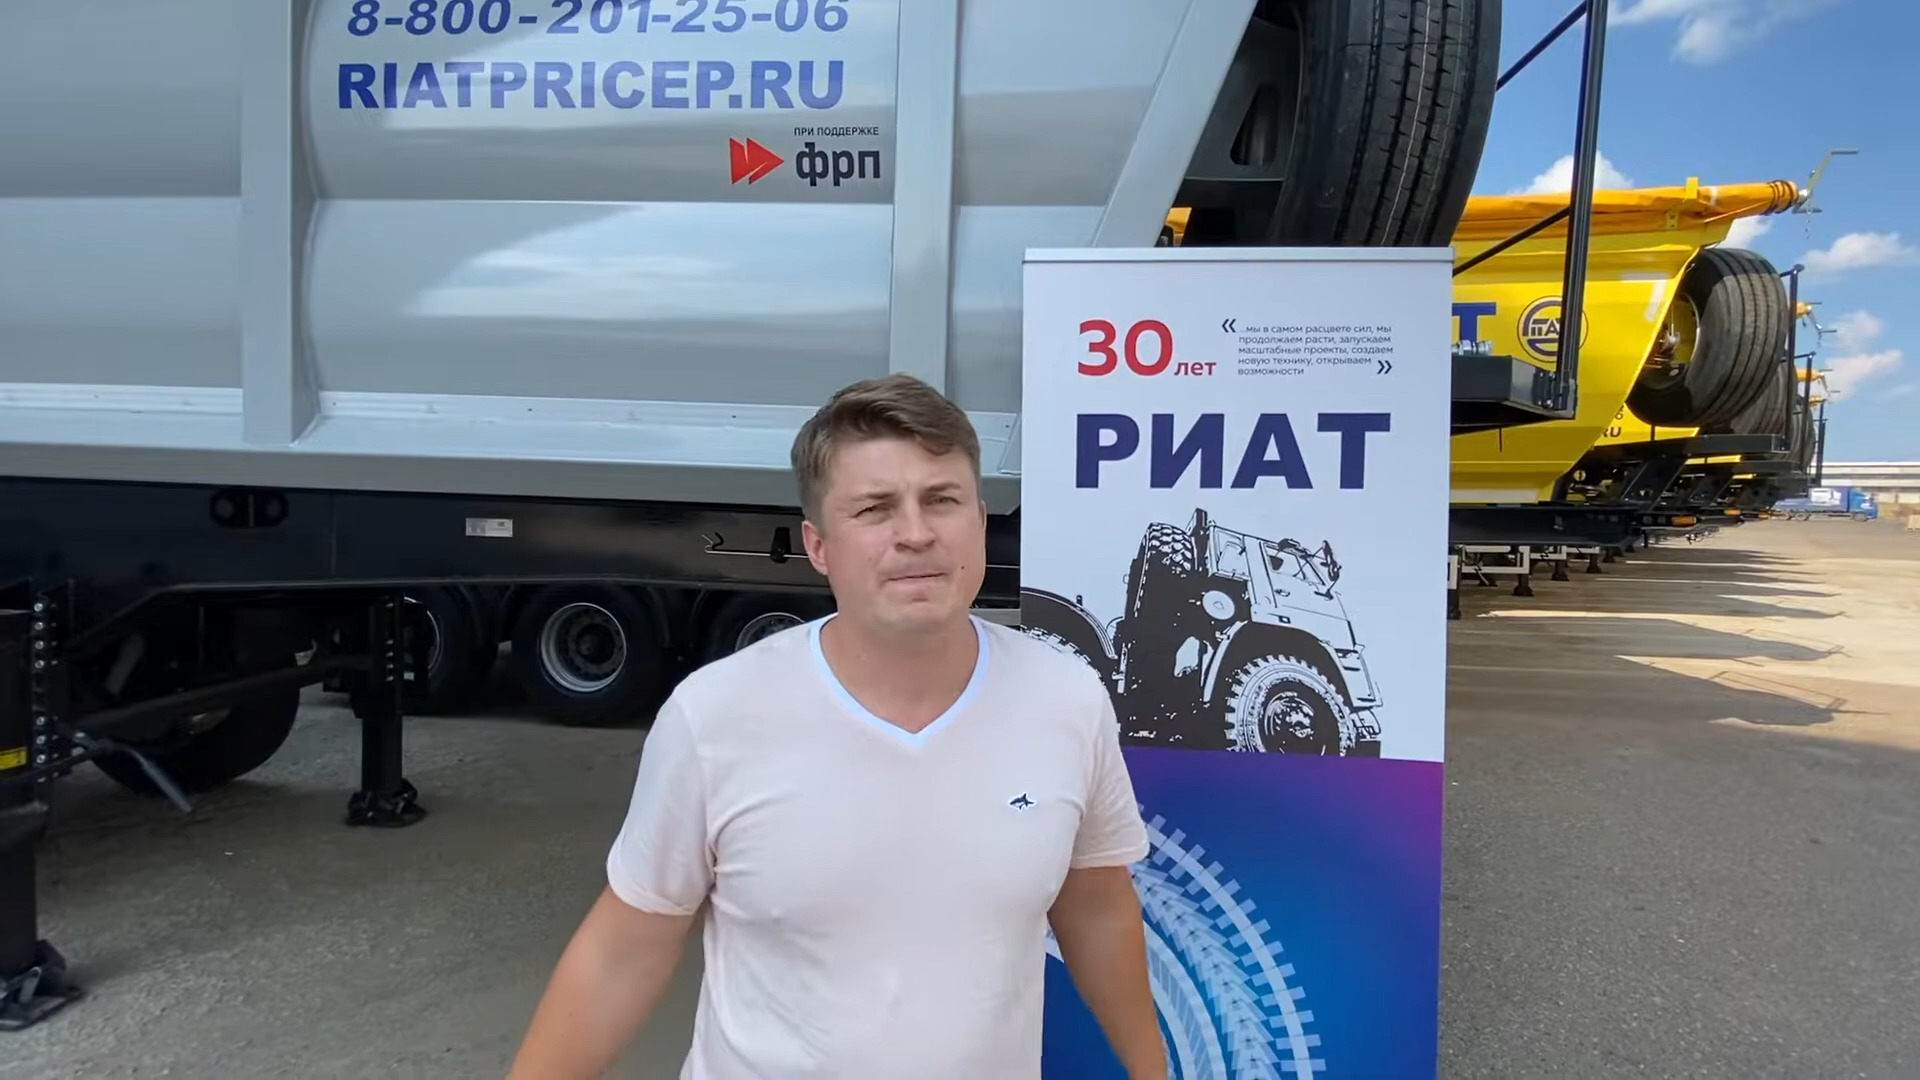 8-800-201-25-06
RIATPRICEP.RU
ПРИ ПОДДЕРЖКЕ
фрп
30 лет
« ...мы в самом расцвете сил, мы
продолжаем расти, запускаем
масштабные проекты, создаем
новую технику, открываем
возможности »
РИАТ
Т
RU